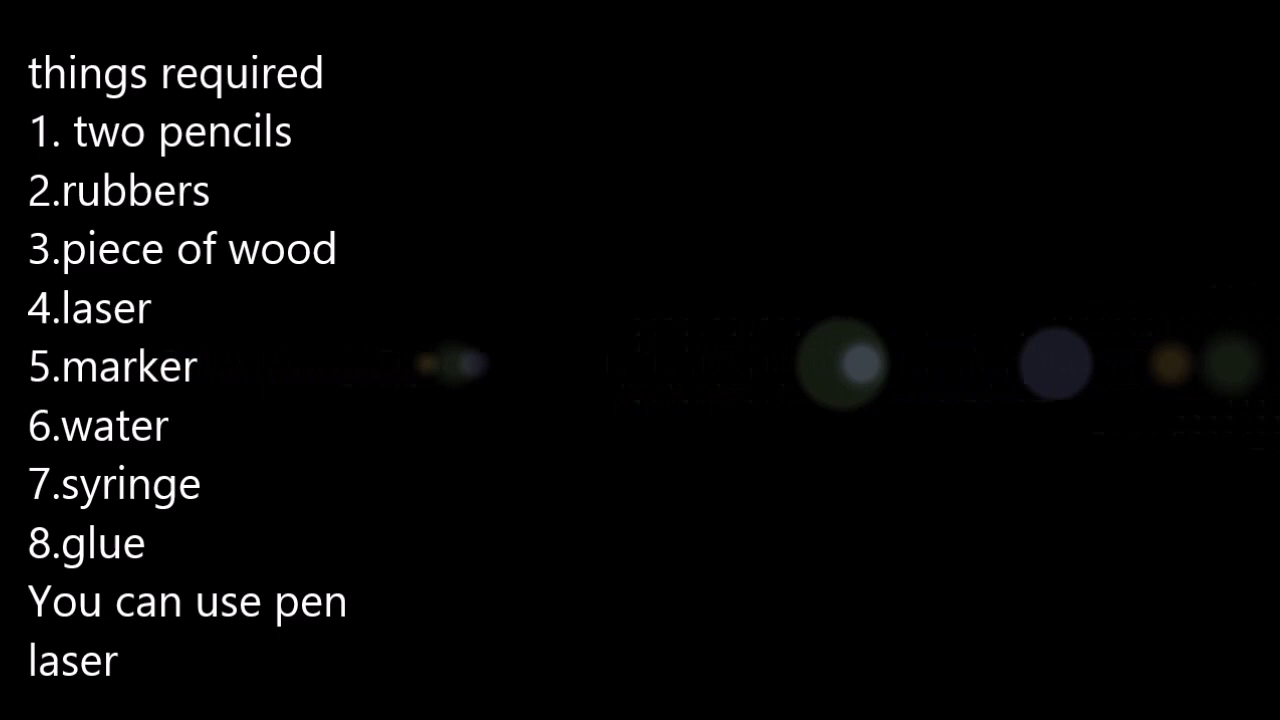 things required
1. two pencils
2.rubbers
3.piece of wood
4.laser
5.marker
6.water
7.syringe
8.glue
You can use pen
laser